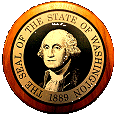 THE SEAL OF THE STATE OF WASHINGTON
1889